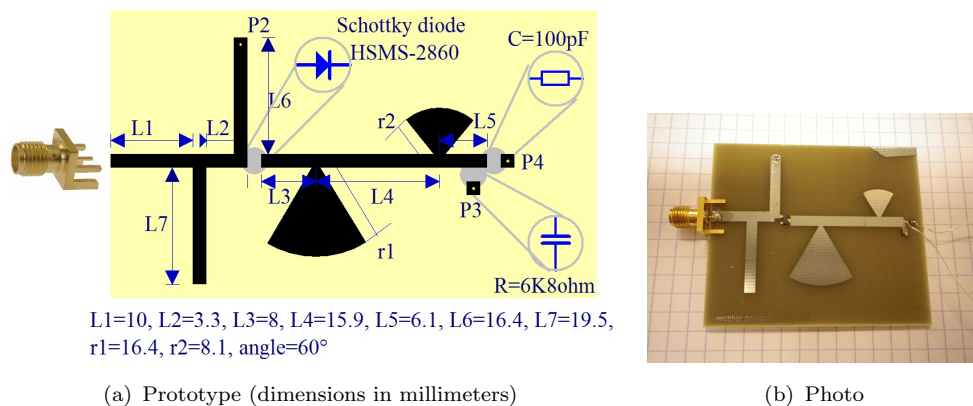 P2
Schottky diode
HSMS-2860
C=100pF
L1
L2
L6
r2
L5
P4
L3
L4
P3
L7
r1
R=6K8ohm
L1=10, L2=3.3, L3=8, L4=15.9, L5=6.1, L6=16.4, L7=19.5,
r1=16.4, r2=8.1, angle=60°
rectifier
(a) Prototype (dimensions in millimeters)
(b) Photo